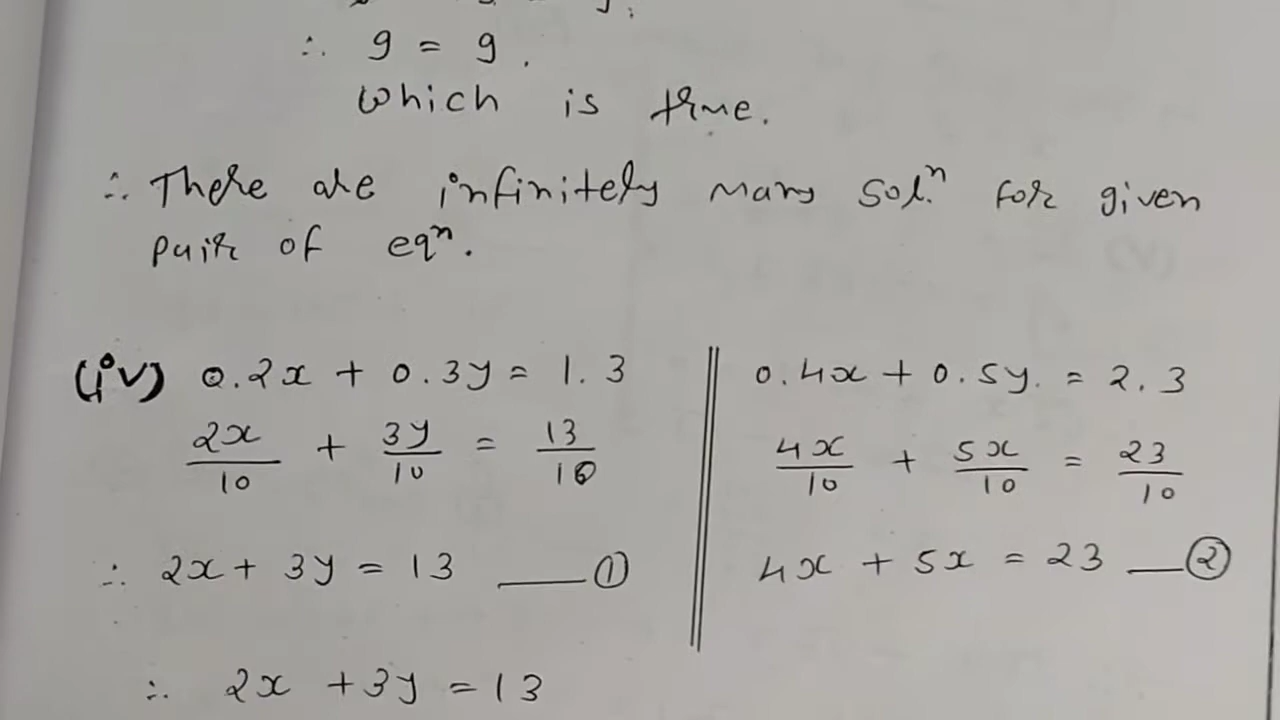 ∴ 9 = 9.
Which is true.
∴ There are infinitely many Sol.ⁿ for given
pair of eqⁿ.
(iv) 0.2x + 0.3y = 1.3
2x/10 + 3y/10 = 13/10
∴ 2x + 3y = 13 —— ①
0.4x + 0.5y. = 2.3
4x/10 + 5x/10 = 23/10
4x + 5x = 23 — ②
∴ 2x + 3y = 13